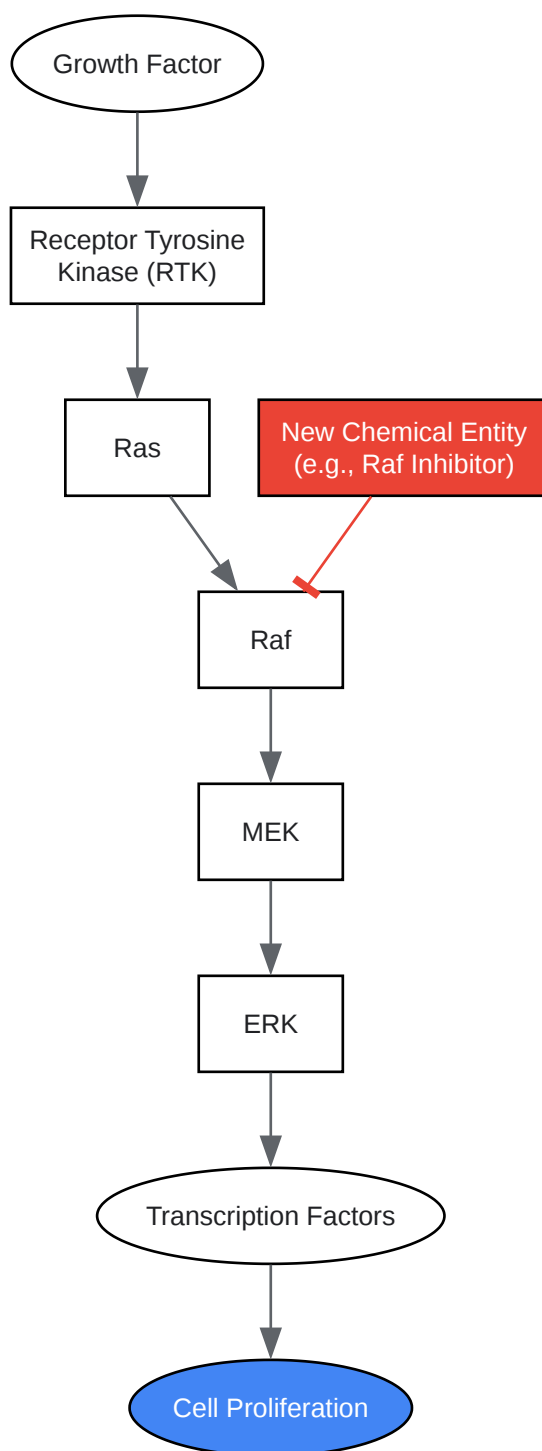 Growth Factor
Receptor Tyrosine
Kinase (RTK)
Ras
New Chemical Entity
(e.g., Raf Inhibitor)
Raf
MEK
ERK
Transcription Factors
Cell Proliferation